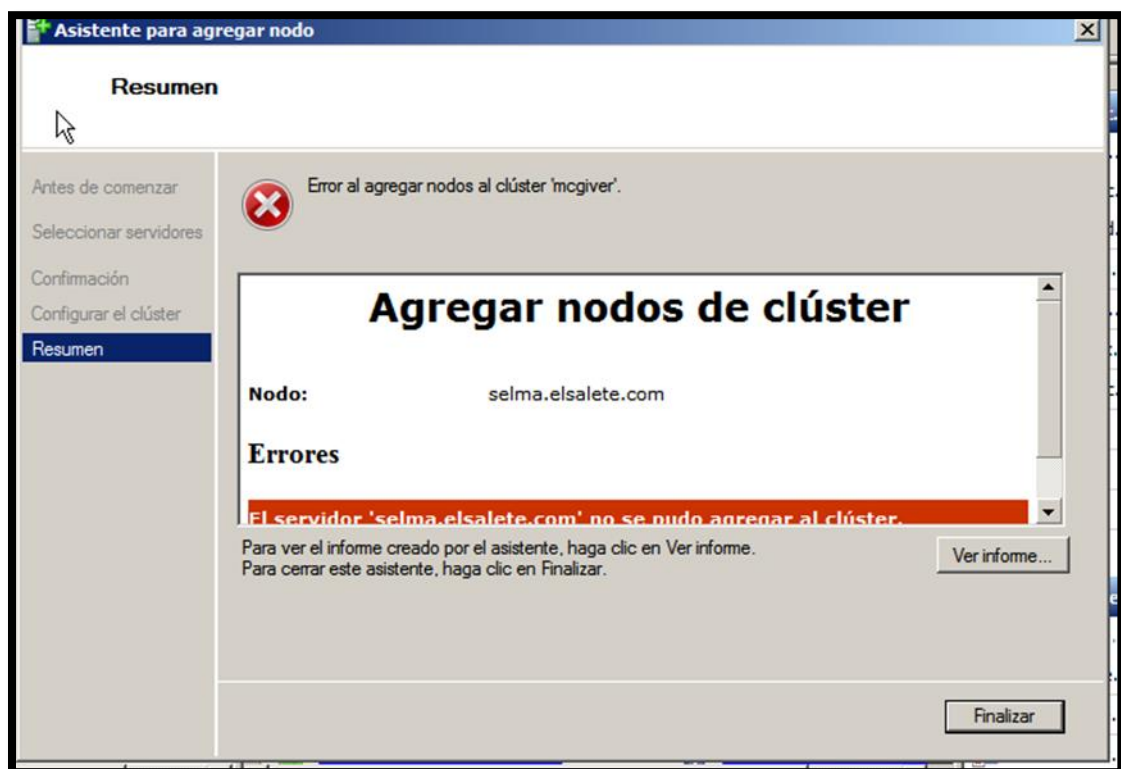 Asistente para agregar nodo
Resumen
Antes de comenzar
Seleccionar servidores
Confirmación
Configurar el clúster
Resumen
Error al agregar nodos al clúster 'mcgiver'.
Agregar nodos de clúster
Nodo: selma.elsalete.com
Errores
El servidor 'selma.elsalete.com' no se pudo agregar al clúster.
Para ver el informe creado por el asistente, haga clic en Ver informe.
Para cerrar este asistente, haga clic en Finalizar.
Ver informe...
Finalizar